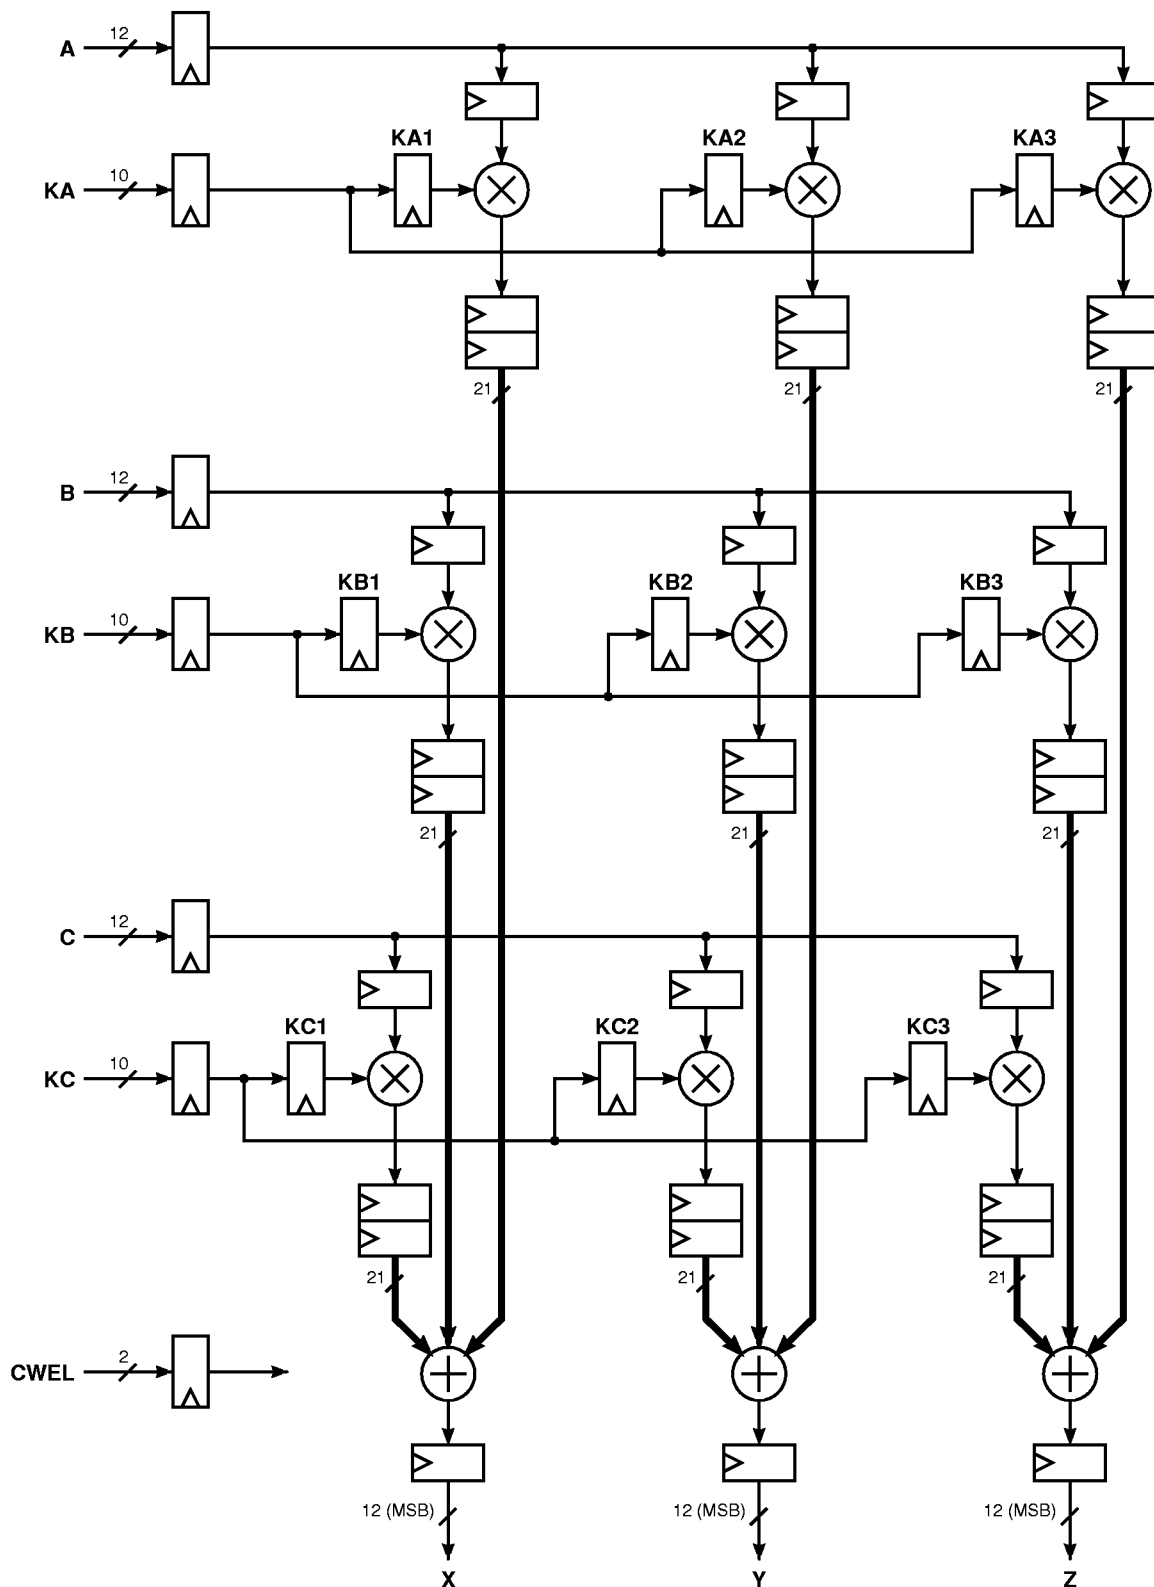 A 12
KA1 KA2 KA3
KA 10
21 21 21
B 12
KB1 KB2 KB3
KB 10
21 21 21
C 12
KC1 KC2 KC3
KC 10
21 21 21
CWEL 2
12 (MSB) 12 (MSB) 12 (MSB)
X Y Z